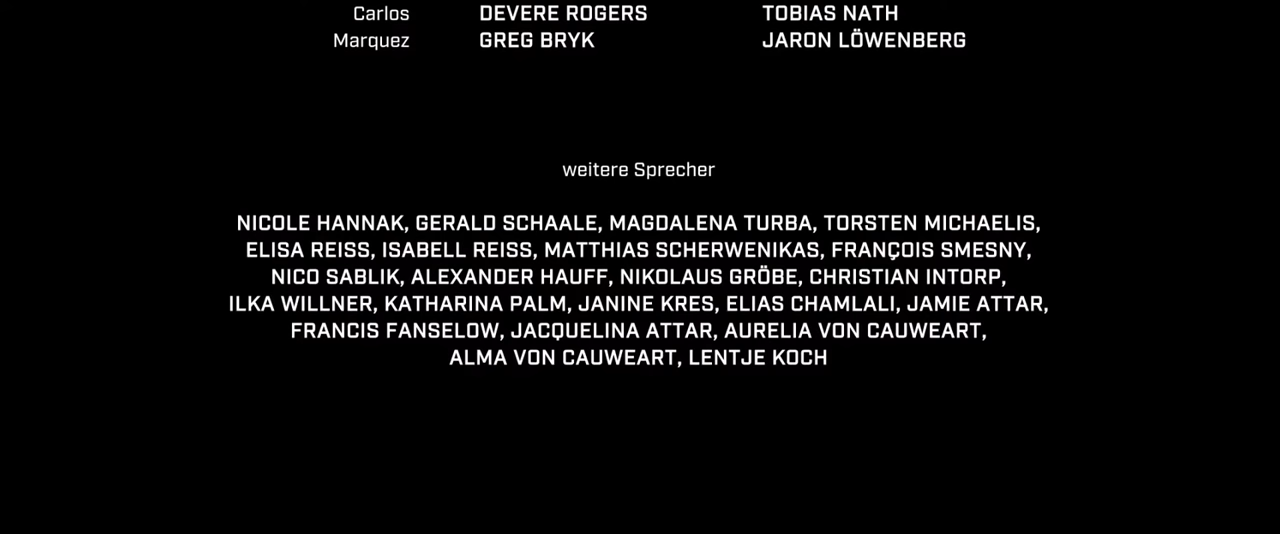 Carlos DEVERE ROGERS TOBIAS NATH
Marquez GREG BRYK JARON LÖWENBERG
weitere Sprecher
NICOLE HANNAK, GERALD SCHAALE, MAGDALENA TURBA, TORSTEN MICHAELIS,
ELISA REISS, ISABELL REISS, MATTHIAS SCHERWENIKAS, FRANÇOIS SMESNY,
NICO SABLIK, ALEXANDER HAUFF, NIKOLAUS GRÖBE, CHRISTIAN INTORP,
ILKA WILLNER, KATHARINA PALM, JANINE KRES, ELIAS CHAMLALI, JAMIE ATTAR,
FRANCIS FANSELOW, JACQUELINA ATTAR, AURELIA VON CAUWEART,
ALMA VON CAUWEART, LENTJE KOCH